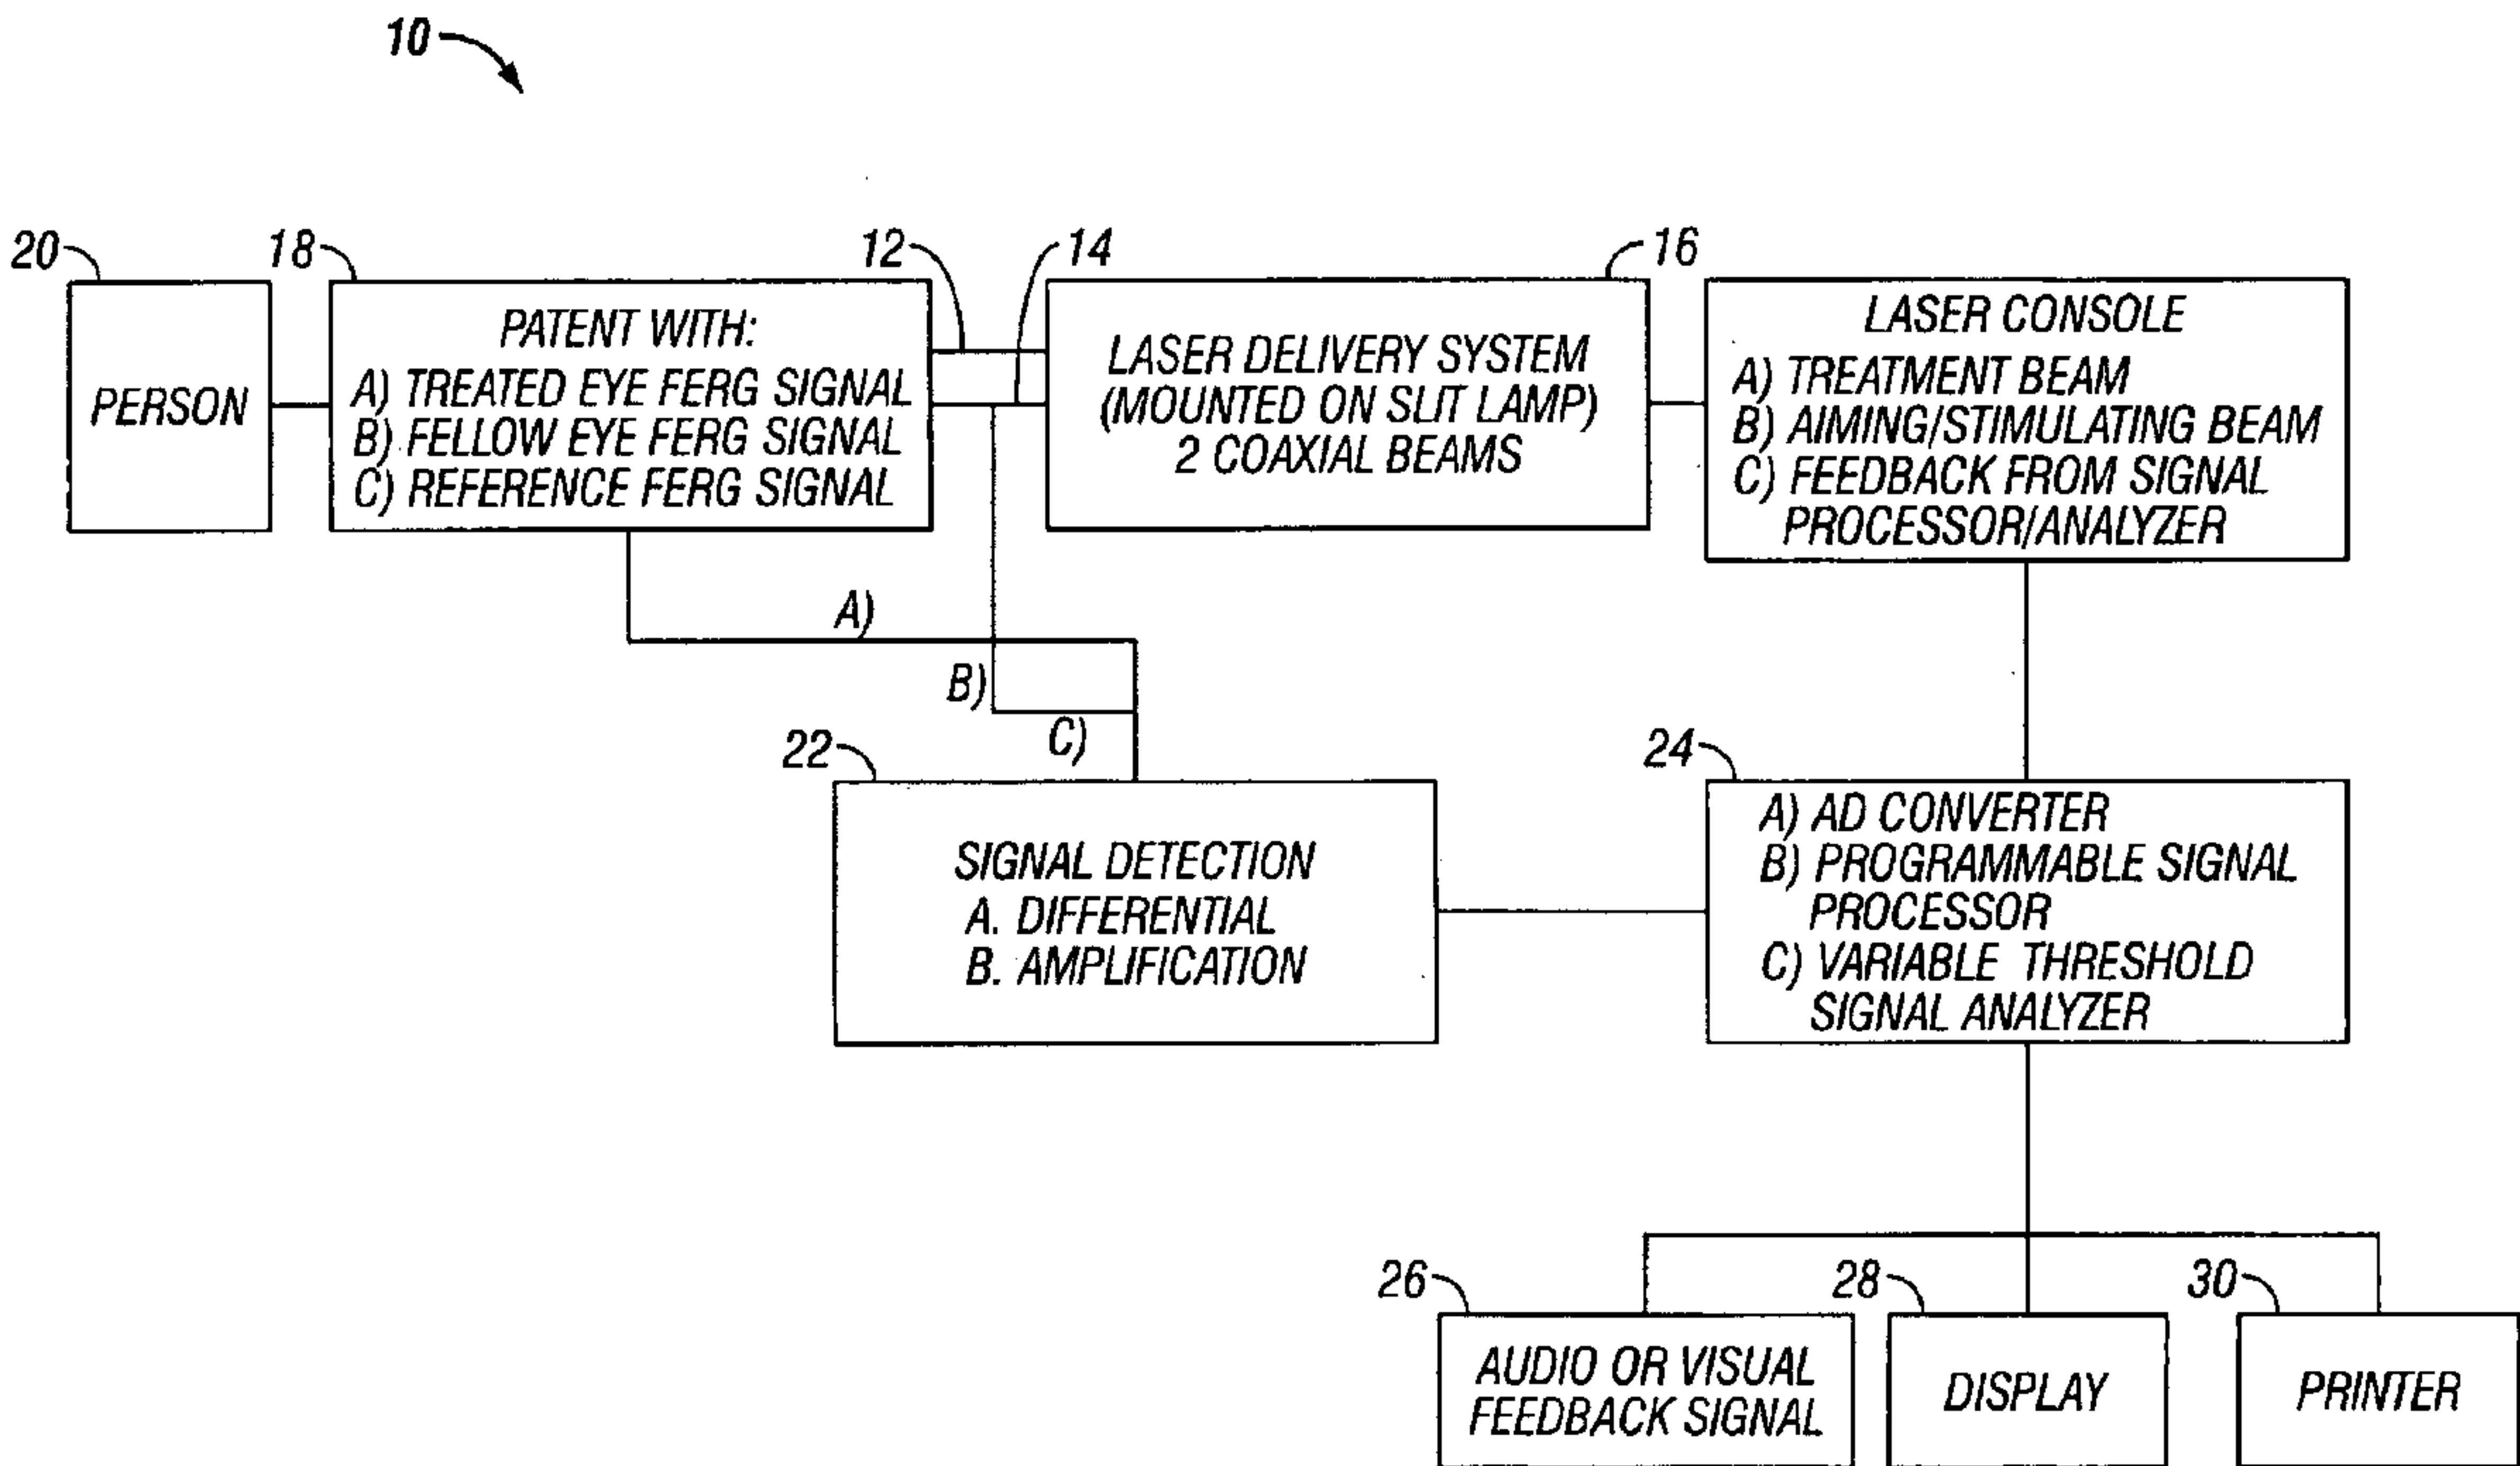 10
20
18
12
14
16
PERSON
PATENT WITH:
A) TREATED EYE FERG SIGNAL
B) FELLOW EYE FERG SIGNAL
C) REFERENCE FERG SIGNAL
LASER DELIVERY SYSTEM
(MOUNTED ON SLIT LAMP)
2 COAXIAL BEAMS
LASER CONSOLE
A) TREATMENT BEAM
B) AIMING/STIMULATING BEAM
C) FEEDBACK FROM SIGNAL
PROCESSOR/ANALYZER
A)
B)
C)
22
SIGNAL DETECTION
A. DIFFERENTIAL
B. AMPLIFICATION
24
A) AD CONVERTER
B) PROGRAMMABLE SIGNAL
PROCESSOR
C) VARIABLE THRESHOLD
SIGNAL ANALYZER
26
AUDIO OR VISUAL
FEEDBACK SIGNAL
28
DISPLAY
30
PRINTER